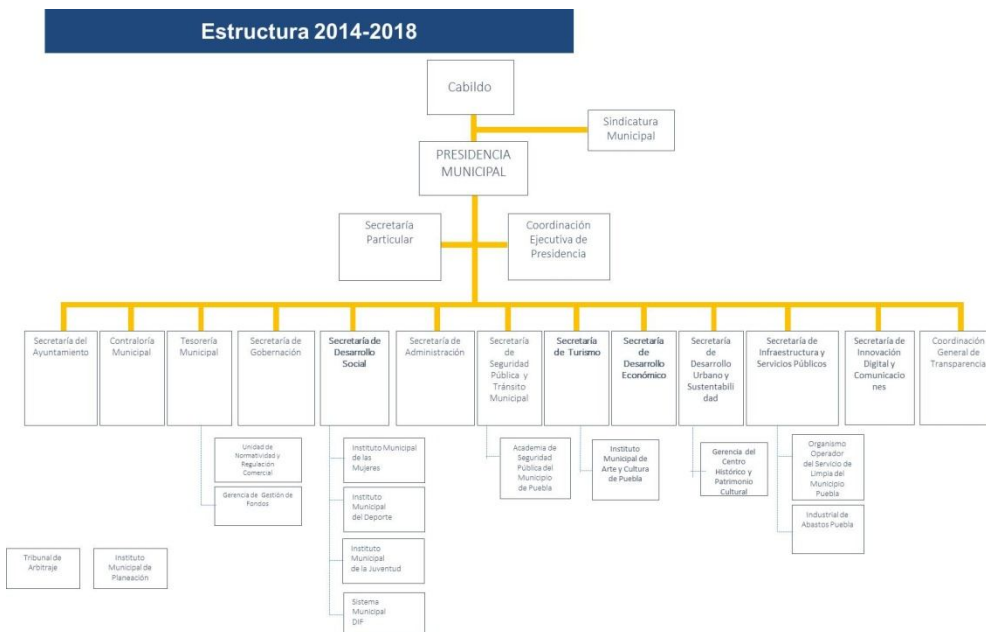 Estructura 2014-2018
Cabildo
Sindicatura
Municipal
PRESIDENCIA
MUNICIPAL
Secretaría
Particular
Coordinación
Ejecutiva de
Presidencia
Secretaría del
Ayuntamiento
Contraloría
Municipal
Tesorería
Municipal
Secretaría de
Gobernación
Secretaría de
Desarrollo
Social
Secretaría
de Administración
Secretaría
de
Seguridad
Pública y
Tránsito
Municipal
Secretaría
de Turismo
Secretaría
de
Desarrollo
Económico
Secretaría
de
Desarrollo
Urbano y
Sustentabili
dad
Secretaría de
Infraestructura y
Servicios Públicos
Secretaría de
Innovación
Digital y
Comunicacio
nes
Coordinación
General de
Transparencia
Unidad de
Normatividad y
Regulación
Comercial
Gerencia de Gestión de
Fondos
Instituto Municipal
de las
Mujeres
Instituto
Municipal
del Deporte
Instituto
Municipal
de la Juventud
Sistema
Municipal
DIF
Academia de
Seguridad
Pública del
Municipio
de Puebla
Instituto
Municipal de
Arte y Cultura
de Puebla
Gerencia del
Centro
Histórico y
Patrimonio
Cultural
Organismo
Operador
del Servicio de
Limpia del
Municipio
Puebla
Industrial de
Abastos Puebla
Tribunal de
Arbitraje
Instituto
Municipal de
Planeación